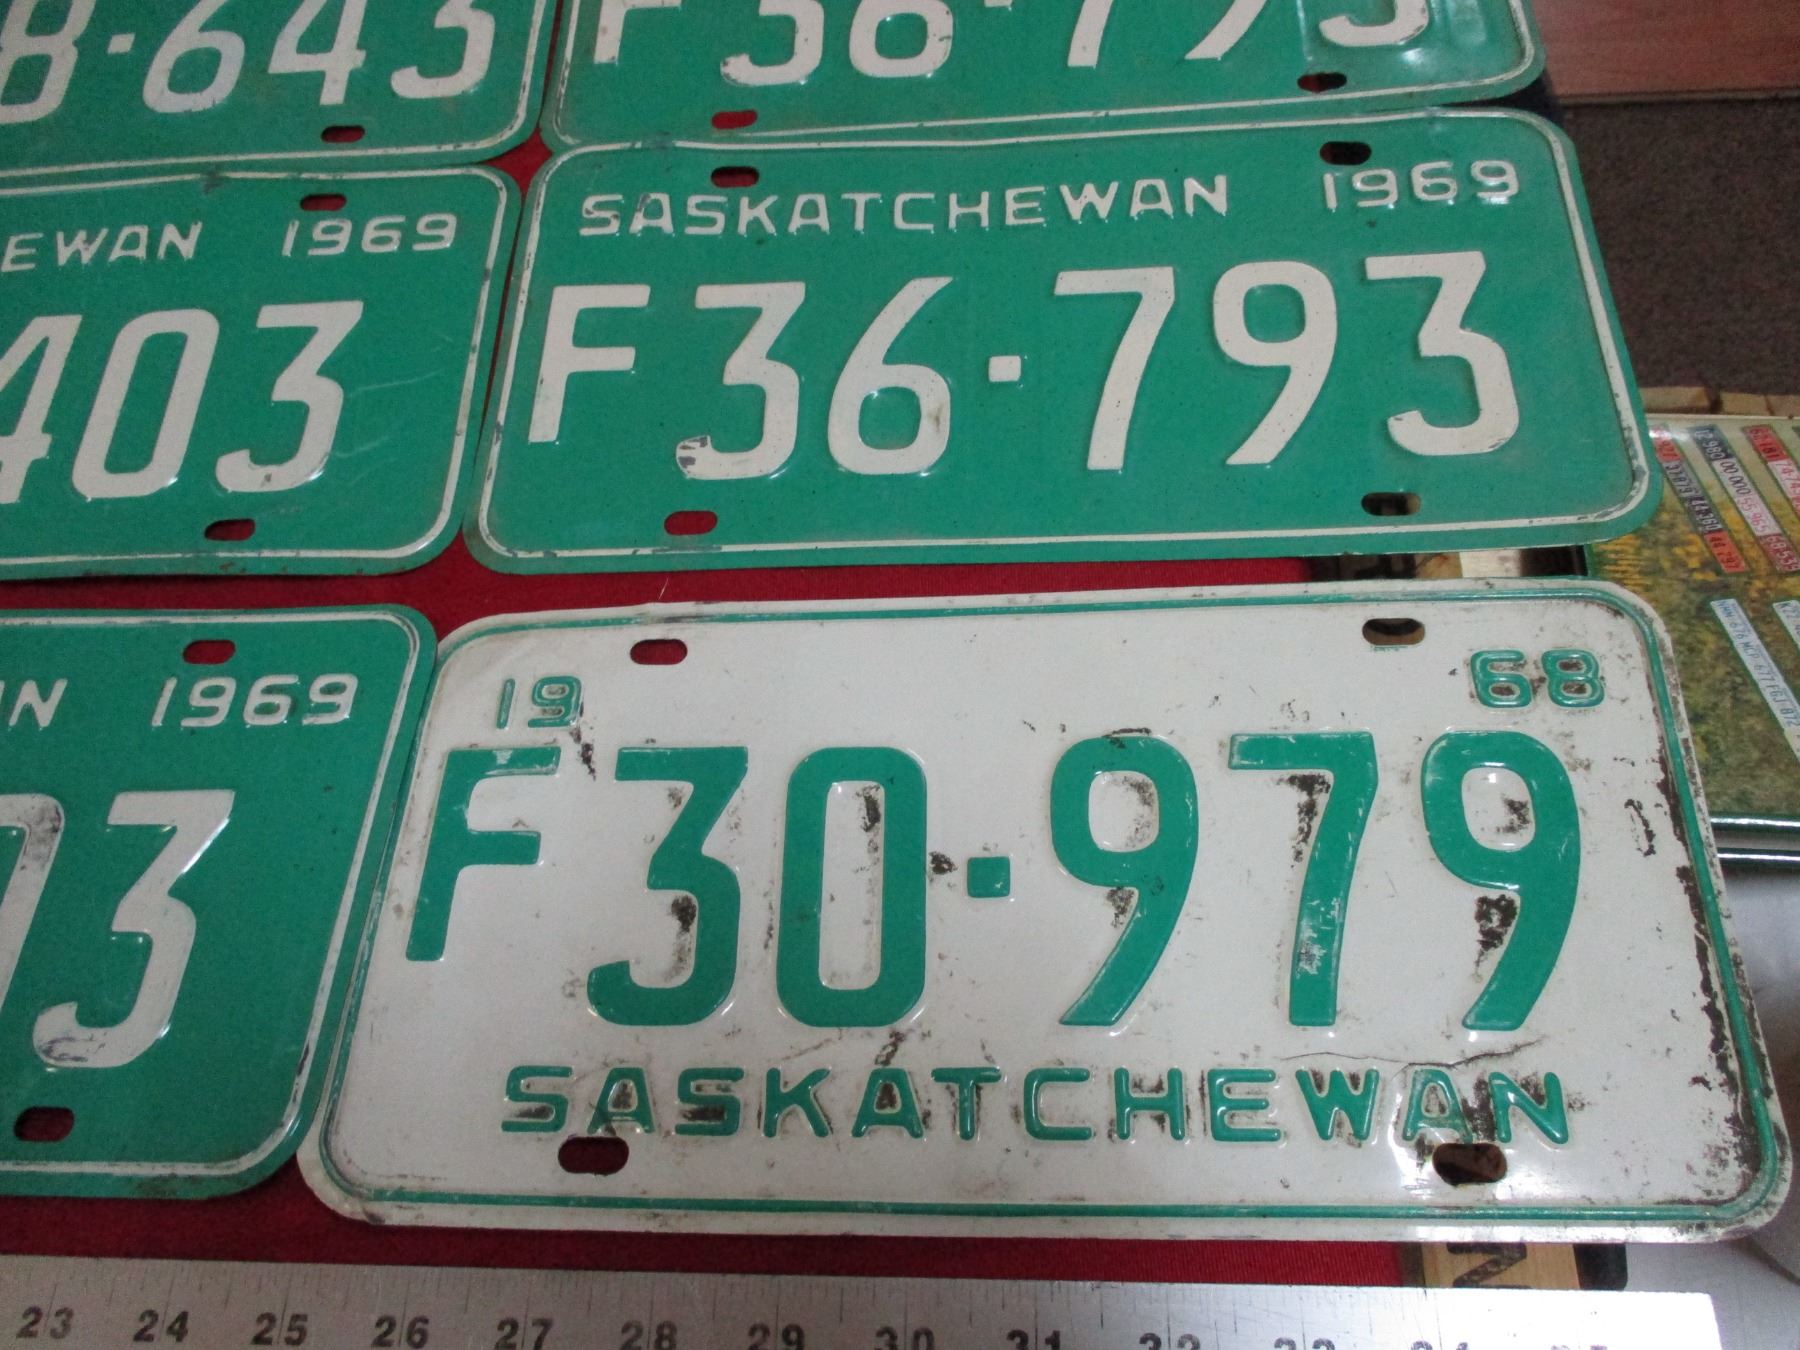 8·643
F36·793
EWAN 1969
403
SASKATCHEWAN 1969
F36·793
1969
3
19 68
F30·979
SASKATCHEWAN
23 24 25 26 27 28 29 30 31 32